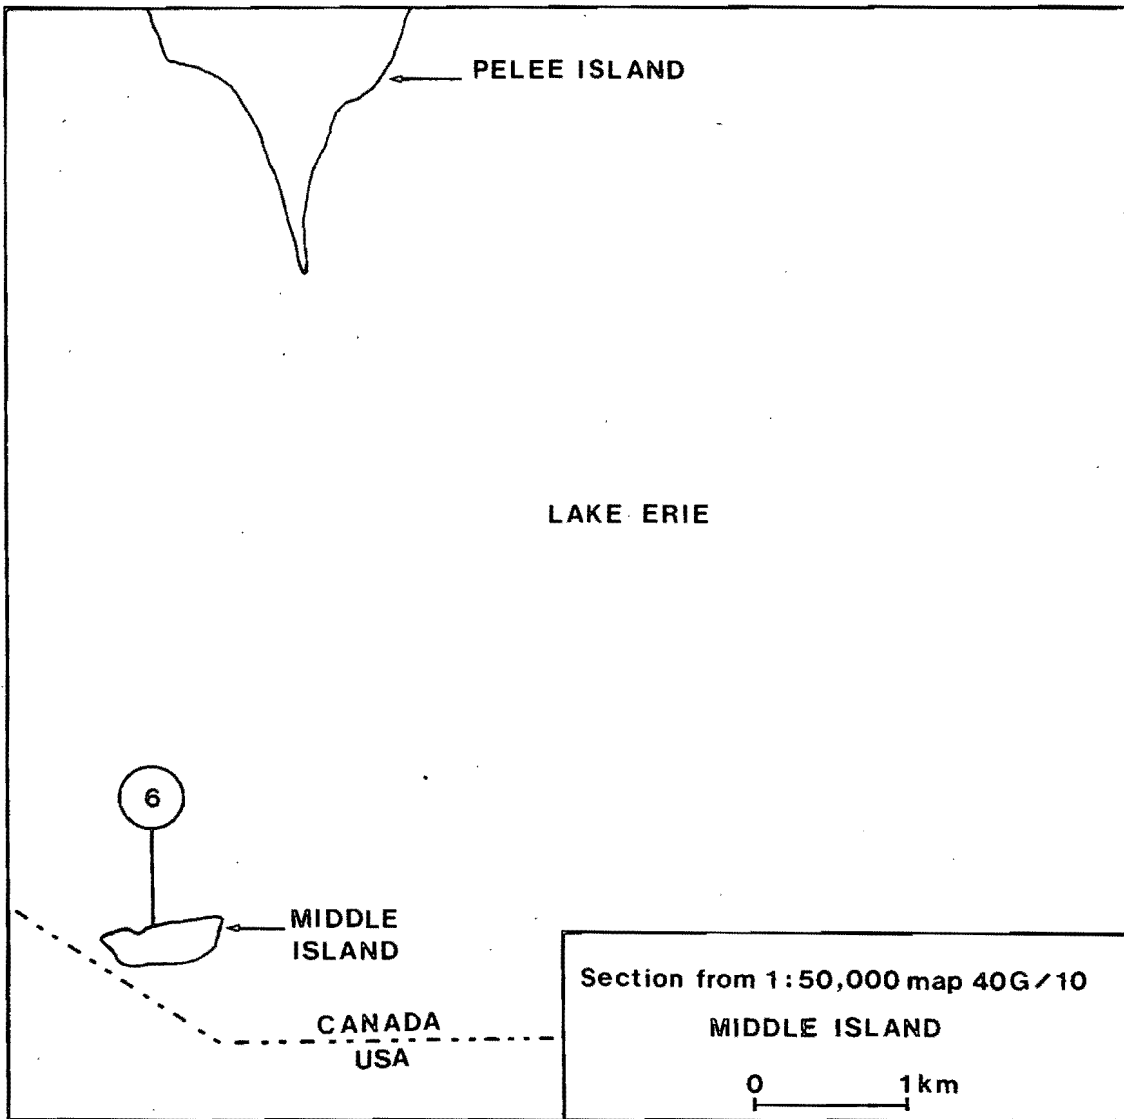 PELEE ISLAND
LAKE ERIE
6
MIDDLE
ISLAND
CANADA
USA
Section from 1:50,000 map 40G/10
MIDDLE ISLAND
0 1km